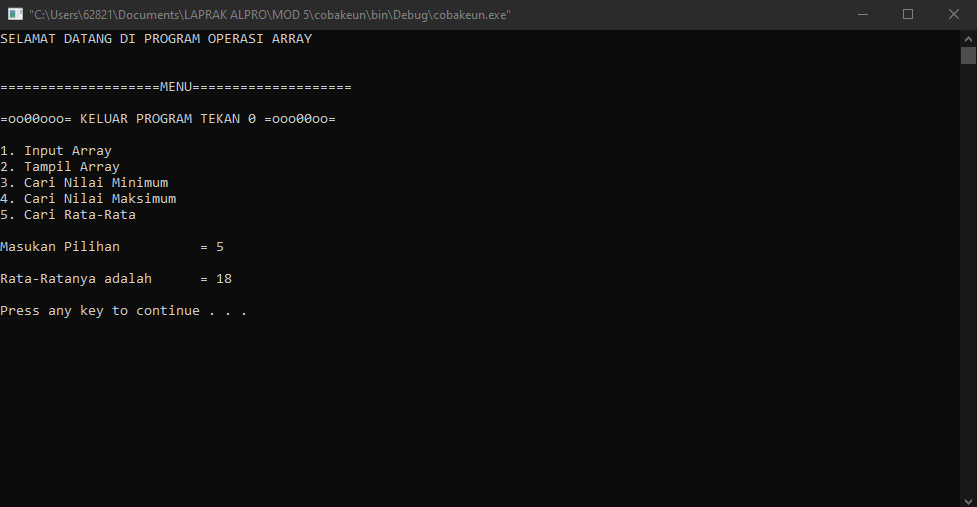 "C:\Users\62821\Documents\LAPRAK ALPRO\MOD 5\cobakeun\bin\Debug\cobakeun.exe"
SELAMAT DATANG DI PROGRAM OPERASI ARRAY
====================MENU====================
=oo00ooo= KELUAR PROGRAM TEKAN 0 =ooo00oo=
1. Input Array
2. Tampil Array
3. Cari Nilai Minimum
4. Cari Nilai Maksimum
5. Cari Rata-Rata
Masukan Pilihan          = 5
Rata-Ratanya adalah      = 18
Press any key to continue . . .